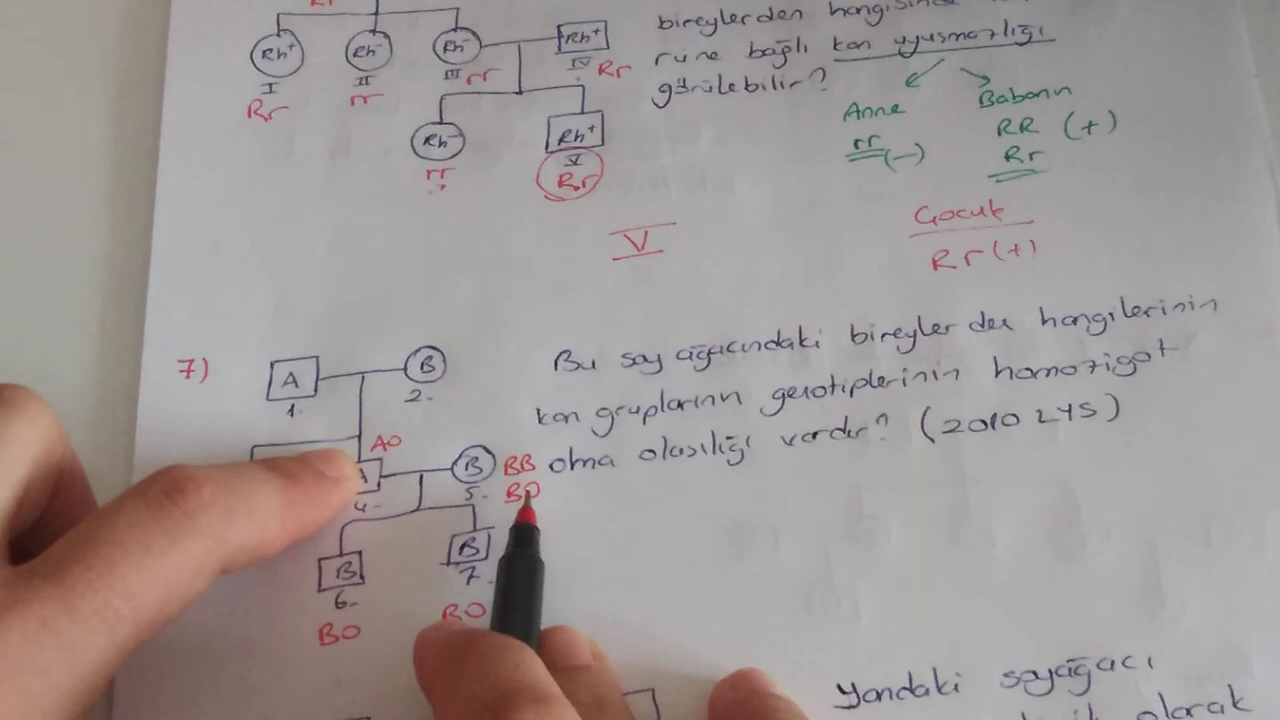 Rh+
Rh-
Rh-
Rh+
I
II
III rr
IV Rr
Rr
rr
Rh-
Rh+
rr
V
Rr
bireylerden
rüne bağlı kan uyuşmazlığı
görülebilir?
Anne
rr (-)
Babanın
RR (+)
Rr
V
Çocuk
Rr (+)
7)
A
B
1.
2.
A0
A
4.
B
5.
BB
B0
B
6.
B0
B
7.
B0
Bu soy ağacındaki bireylerden hangilerinin
kan gruplarının genotiplerinin homozigot
olma olasılığı vardır? (2010 LYS)
Yandaki soyağacı
olarak